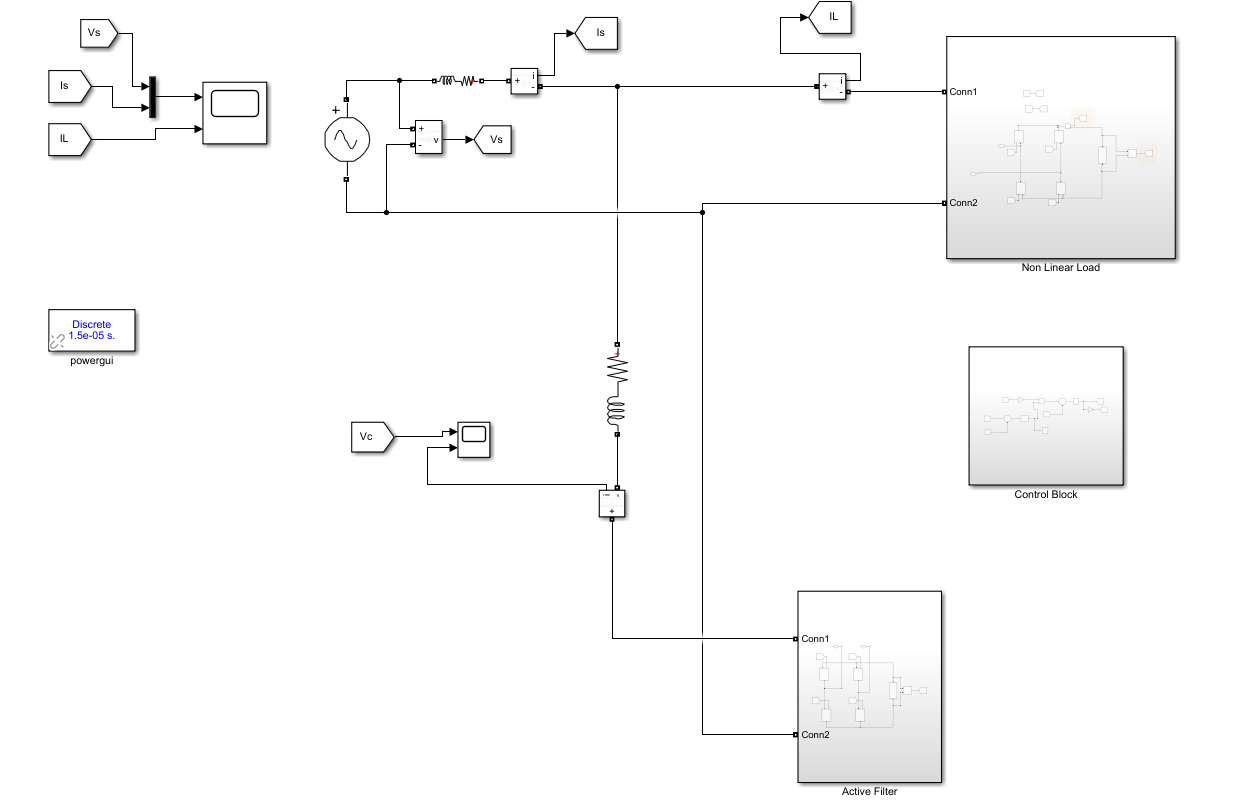 Vs
Is
IL
Is
IL
+
i
+
-
+
i
-
+
-
v
Vs
Conn1
Conn2
Non Linear Load
Discrete
1.5e-05 s.
powergui
Vc
+
Control Block
Conn1
Conn2
Active Filter